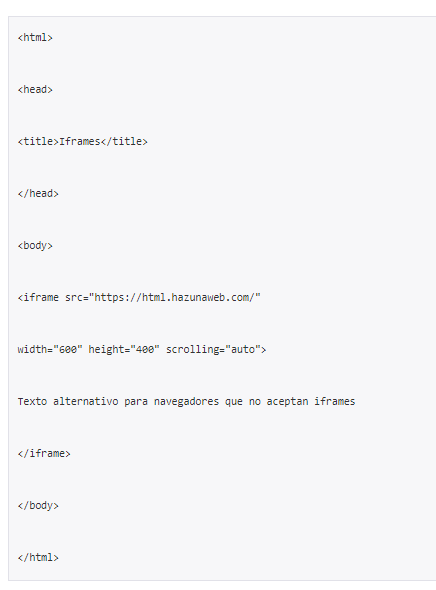 <html>
<head>
<title>Iframes</title>
</head>
<body>
<iframe src="https://html.hazunaweb.com/"
width="600" height="400" scrolling="auto">
Texto alternativo para navegadores que no aceptan iframes
</iframe>
</body>
</html>